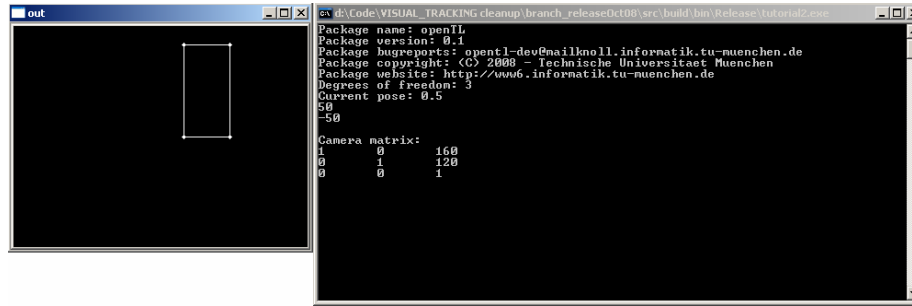 out
d:\Code\VISUAL_TRACKING cleanup\branch_releaseOct08\src\build\bin\Release\tutorial2.exe
Package name: openTL
Package version: 0.1
Package bugreports: opentl-dev@mailknoll.informatik.tu-muenchen.de
Package copyright: (C) 2008 - Technische Universitaet Muenchen
Package website: http://www6.informatik.tu-muenchen.de
Degrees of freedom: 3
Current pose: 0.5
50
-50
Camera matrix:
1 0 160
0 1 120
0 0 1